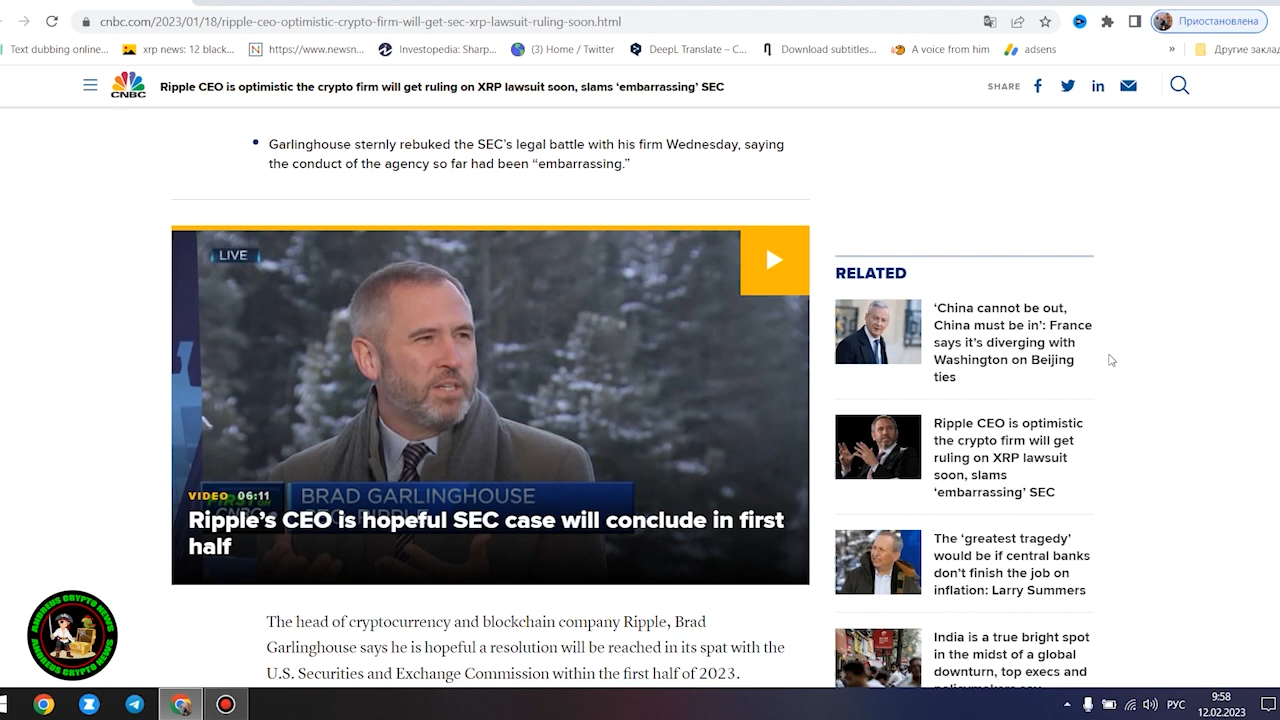 cnbc.com/2023/01/18/ripple-ceo-optimistic-crypto-firm-will-get-sec-xrp-lawsuit-ruling-soon.html
Приостановлена
Text dubbing online...
xrp news: 12 black...
https://www.newsn...
Investopedia: Sharp...
(3) Home / Twitter
DeepL Translate – C...
Download subtitles...
A voice from him
adsens
»
Другие закла
CNBC
Ripple CEO is optimistic the crypto firm will get ruling on XRP lawsuit soon, slams ‘embarrassing’ SEC
SHARE
• Garlinghouse sternly rebuked the SEC’s legal battle with his firm Wednesday, saying
the conduct of the agency so far had been “embarrassing.”
LIVE
BRAD GARLINGHOUSE
VIDEO 06:11
Ripple’s CEO is hopeful SEC case will conclude in first
half
The head of cryptocurrency and blockchain company Ripple, Brad
Garlinghouse says he is hopeful a resolution will be reached in its spat with the
U.S. Securities and Exchange Commission within the first half of 2023.
RELATED
‘China cannot be out,
China must be in’: France
says it’s diverging with
Washington on Beijing
ties
Ripple CEO is optimistic
the crypto firm will get
ruling on XRP lawsuit
soon, slams
‘embarrassing’ SEC
The ‘greatest tragedy’
would be if central banks
don’t finish the job on
inflation: Larry Summers
India is a true bright spot
in the midst of a global
downturn, top execs and
ANDREUS CRYPTO NEWS
ANDREUS CRYPTO NEWS
РУС
9:58
12.02.2023